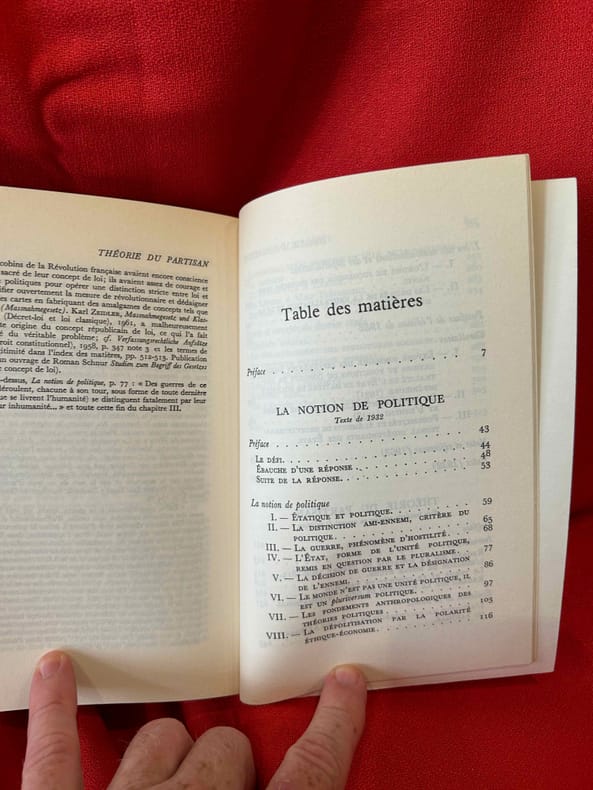 THÉORIE DU PARTISAN
cobins de la Révolution française avaient encore conscience
sacré de leur concept de loi; ils avaient assez de courage et
politiques pour opérer une distinction stricte entre loi et
ifier ouvertement la mesure de révolutionnaire et dédaigner
les cartes en fabriquant des amalgames de concepts tels que
(Massnahmegesetz). Karl ZEIDLER, Massnahmegesetz und Klas-
(Décret-loi et loi classique), 1961, a malheureusement
te origine du concept républicain de loi, ce qui l'a fait
té du véritable problème; cf. Verfassungsrechtliche Aufsätze
roit constitutionnel), 1958, p. 347 note 3 et les termes de
gitimité dans l'index des matières, pp. 512-513. Publication
un ouvrage de Roman Schnur Studien zum Begriff des Gesetzes
concept de loi).
-dessus, La notion de politique, p. 77 : « Des guerres de ce
déroulent, chacune à son tour, sous forme de toute dernière
que se livrent l'humanité) se distinguent fatalement par leur
ur inhumanité... » et toute cette fin du chapitre III.
Table des matières
Préface . . . . . . . . . . . . . . . . . . . . 7
LA NOTION DE POLITIQUE
Texte de 1932
Préface . . . . . . . . . . . . . . . . . . . . 43
LE DÉFI. . . . . . . . . . . . . . . . . . . . 44
ÉBAUCHE D'UNE RÉPONSE . . . . . . . . . . . . . 48
SUITE DE LA RÉPONSE. . . . . . . . . . . . . . 53
La notion de politique
I. — ÉTATIQUE ET POLITIQUE. . . . . . . . . . 59
II. — LA DISTINCTION AMI-ENNEMI, CRITÈRE DU
POLITIQUE. . . . . . . . . . . . . . . . 65
III. — LA GUERRE, PHÉNOMÈNE D'HOSTILITÉ. . . . 68
IV. — L'ÉTAT, FORME DE L'UNITÉ POLITIQUE,
REMIS EN QUESTION PAR LE PLURALISME. . . . 77
V. — LA DÉCISION DE GUERRE ET LA DÉSIGNATION
DE L'ENNEMI. . . . . . . . . . . . . . . 86
VI. — LE MONDE N'EST PAS UNE UNITÉ POLITIQUE, IL
EST UN pluriversum POLITIQUE. . . . . . . 97
VII. — LES FONDEMENTS ANTHROPOLOGIQUES DES
THÉORIES POLITIQUES . . . . . . . . . . . 103
VIII. — LA DÉPOLITISATION PAR LA POLARITÉ
ÉTHIQUE-ÉCONOMIE. . . . . . . . . . . . 116